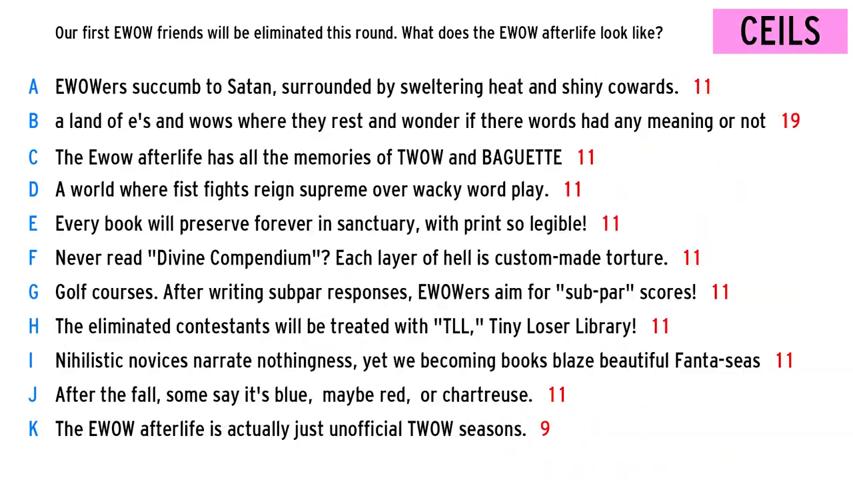 Our first EWOW friends will be eliminated this round. What does the EWOW afterlife look like?
CEILS
A EWOWers succumb to Satan, surrounded by sweltering heat and shiny cowards. 11
B a land of e's and wows where they rest and wonder if there words had any meaning or not 19
C The Ewow afterlife has all the memories of TWOW and BAGUETTE 11
D A world where fist fights reign supreme over wacky word play. 11
E Every book will preserve forever in sanctuary, with print so legible! 11
F Never read "Divine Compendium"? Each layer of hell is custom-made torture. 11
G Golf courses. After writing subpar responses, EWOWers aim for "sub-par" scores! 11
H The eliminated contestants will be treated with "TLL," Tiny Loser Library! 11
I Nihilistic novices narrate nothingness, yet we becoming books blaze beautiful Fanta-seas 11
J After the fall, some say it's blue, maybe red, or chartreuse. 11
K The EWOW afterlife is actually just unofficial TWOW seasons. 9